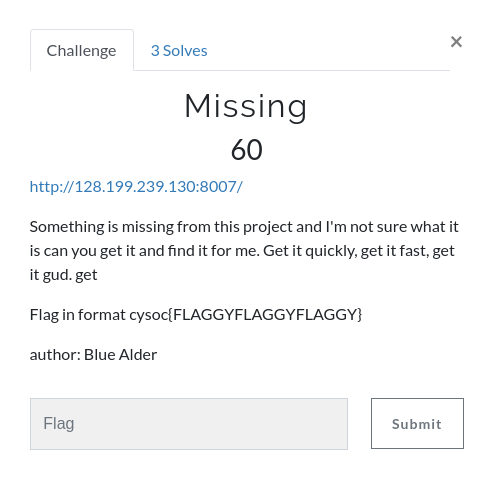 Challenge
3 Solves
×
Missing
60
http://128.199.239.130:8007/
Something is missing from this project and I'm not sure what it
is can you get it and find it for me. Get it quickly, get it fast, get
it gud. get
Flag in format cysoc{FLAGGYFLAGGYFLAGGY}
author: Blue Alder
Flag
Submit